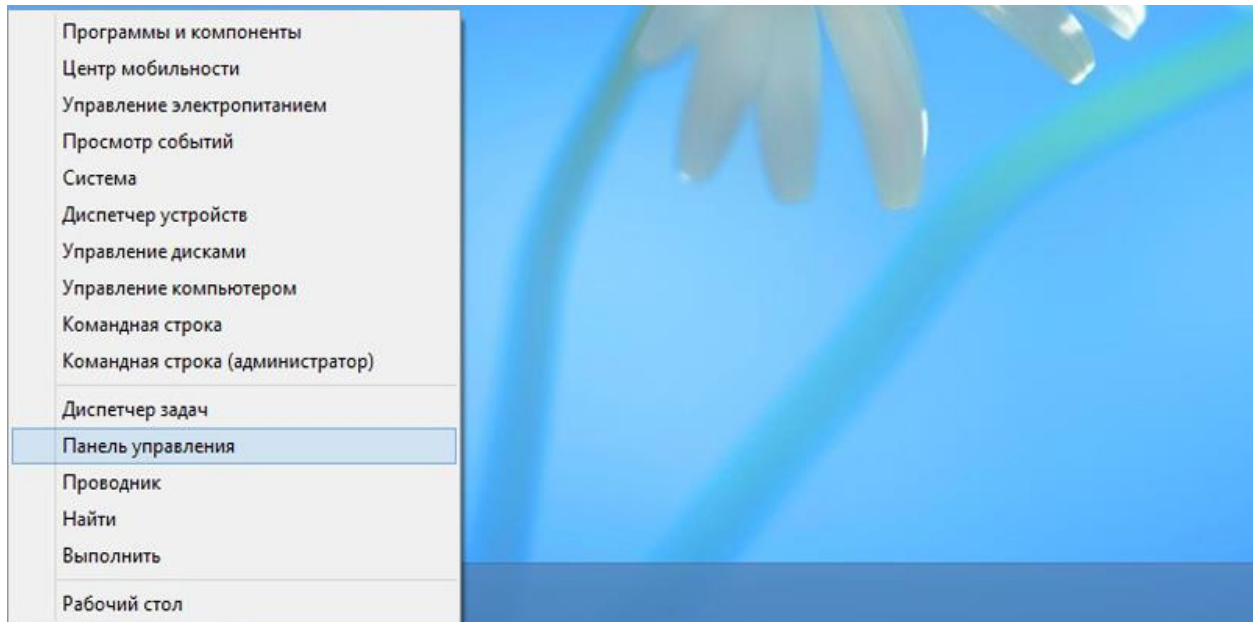 Программы и компоненты
Центр мобильности
Управление электропитанием
Просмотр событий
Система
Диспетчер устройств
Управление дисками
Управление компьютером
Командная строка
Командная строка (администратор)
Диспетчер задач
Панель управления
Проводник
Найти
Выполнить
Рабочий стол